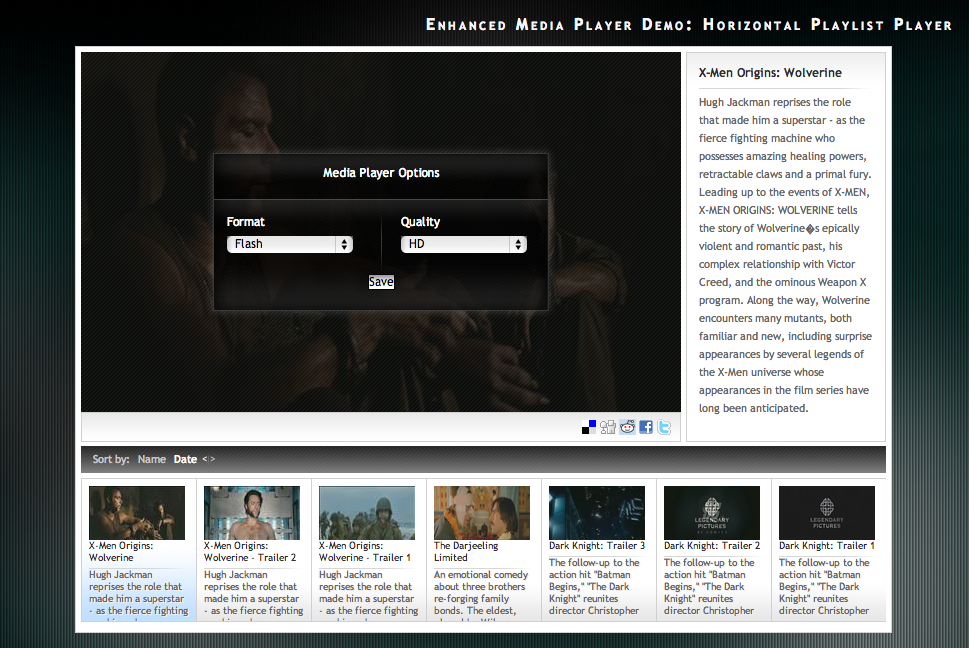 Enhanced Media Player Demo: Horizontal Playlist Player
Media Player Options
Format
Quality
Flash
HD
Save
X-Men Origins: Wolverine
Hugh Jackman reprises the role
that made him a superstar - as the
fierce fighting machine who
possesses amazing healing powers,
retractable claws and a primal fury.
Leading up to the events of X-MEN,
X-MEN ORIGINS: WOLVERINE tells
the story of Wolverine�s epically
violent and romantic past, his
complex relationship with Victor
Creed, and the ominous Weapon X
program. Along the way, Wolverine
encounters many mutants, both
familiar and new, including surprise
appearances by several legends of
the X-Men universe whose
appearances in the film series have
long been anticipated.
Sort by: Name Date <>
X-Men Origins:
Wolverine
Hugh Jackman
reprises the role that
made him a superstar
- as the fierce fighting
X-Men Origins:
Wolverine - Trailer 2
Hugh Jackman
reprises the role that
made him a superstar
- as the fierce fighting
X-Men Origins:
Wolverine - Trailer 1
Hugh Jackman
reprises the role that
made him a superstar
- as the fierce fighting
The Darjeeling
Limited
An emotional comedy
about three brothers
re-forging family
bonds. The eldest,
Dark Knight: Trailer 3
The follow-up to the
action hit "Batman
Begins," "The Dark
Knight" reunites
director Christopher
LEGENDARY
PICTURES
Dark Knight: Trailer 2
The follow-up to the
action hit "Batman
Begins," "The Dark
Knight" reunites
director Christopher
LEGENDARY
PICTURES
Dark Knight: Trailer 1
The follow-up to the
action hit "Batman
Begins," "The Dark
Knight" reunites
director Christopher